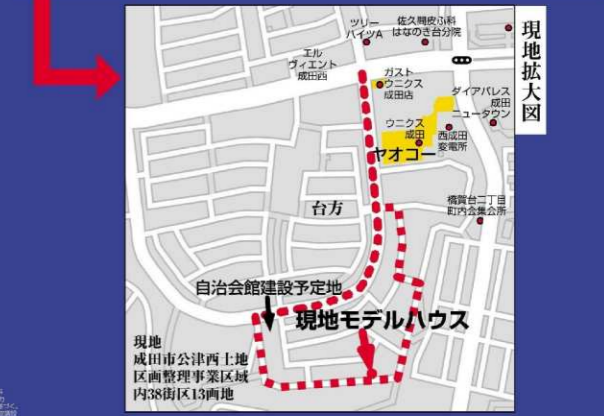 現地拡大図
ツリー
ハイツA
佐久間皮ふ科
はなのき台分院
エル
ヴィエント
成田西
ガスト
ウニクス
成田店
ダイアパレス
成田
ニュータウン
ウニクス
成田
西成田
変電所
ヤオコー
台方
橋賀台二丁目
町内会集会所
自治会館建設予定地
現地モデルハウス
現地
成田市公津西土地
区画整理事業区域
内38街区13画地